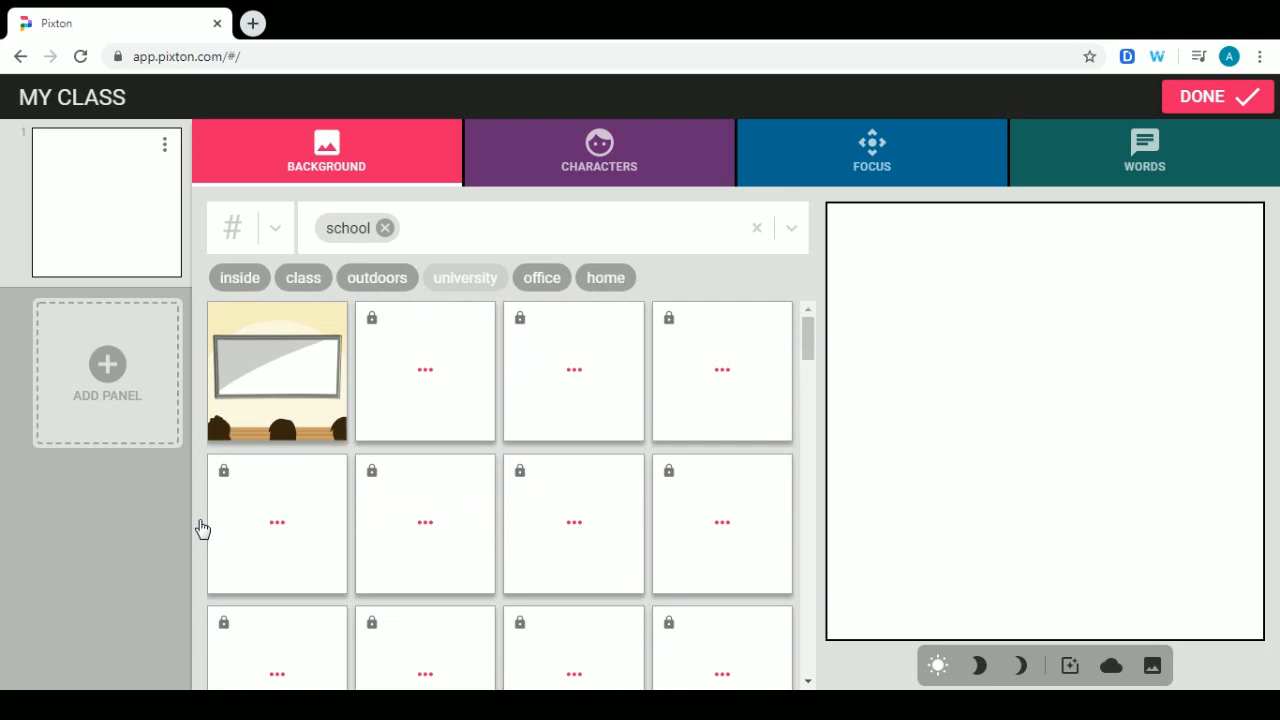 Pixton
app.pixton.com/#/
D
W
A
MY CLASS
DONE
1
BACKGROUND
CHARACTERS
FOCUS
WORDS
#
school
inside
class
outdoors
university
office
home
ADD PANEL